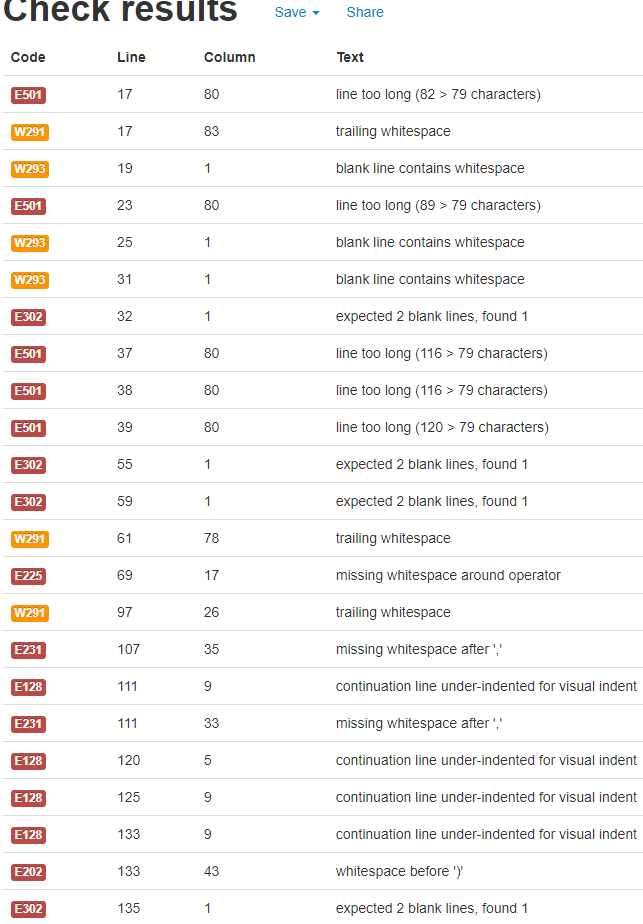 Check results Save Share
Code Line Column Text
E501 17 80 line too long (82 > 79 characters)
W291 17 83 trailing whitespace
W293 19 1 blank line contains whitespace
E501 23 80 line too long (89 > 79 characters)
W293 25 1 blank line contains whitespace
W293 31 1 blank line contains whitespace
E302 32 1 expected 2 blank lines, found 1
E501 37 80 line too long (116 > 79 characters)
E501 38 80 line too long (116 > 79 characters)
E501 39 80 line too long (120 > 79 characters)
E302 55 1 expected 2 blank lines, found 1
E302 59 1 expected 2 blank lines, found 1
W291 61 78 trailing whitespace
E225 69 17 missing whitespace around operator
W291 97 26 trailing whitespace
E231 107 35 missing whitespace after ','
E128 111 9 continuation line under-indented for visual indent
E231 111 33 missing whitespace after ','
E128 120 5 continuation line under-indented for visual indent
E128 125 9 continuation line under-indented for visual indent
E128 133 9 continuation line under-indented for visual indent
E202 133 43 whitespace before ')'
E302 135 1 expected 2 blank lines, found 1